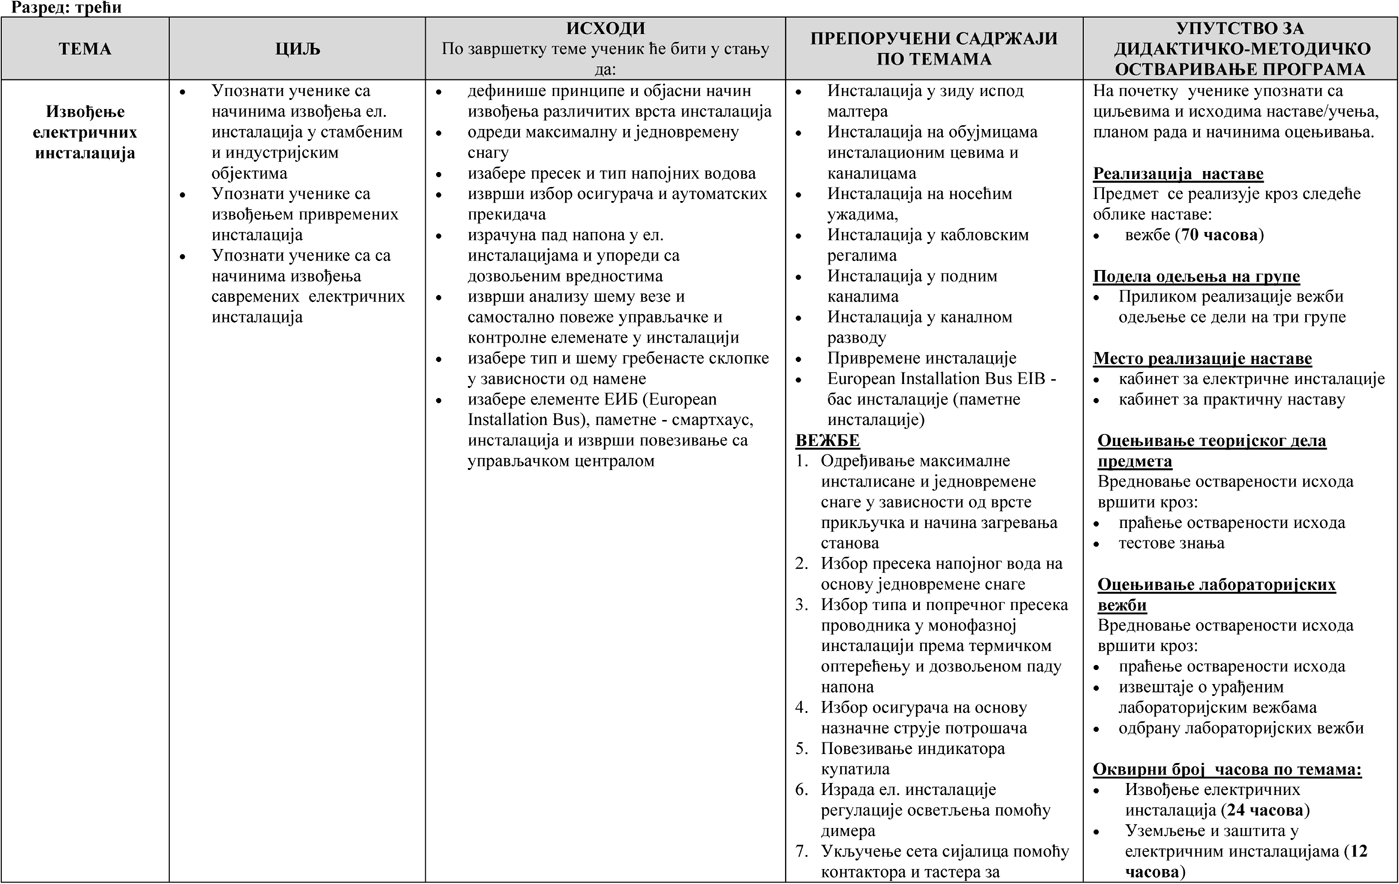 Разред: трећи
ТЕМА
ЦИЉ
ИСХОДИ
По завршетку теме ученик ће бити у стању
да:
ПРЕПОРУЧЕНИ САДРЖАЈИ
ПО ТЕМАМА
УПУТСТВО ЗА
ДИДАКТИЧКО-МЕТОДИЧКО
ОСТВАРИВАЊЕ ПРОГРАМА
Извођење
електричних
инсталација
• Упознати ученике са
начинима извођења ел.
инсталација у стамбеним
и индустријским
објектима
• Упознати ученике са
извођењем привремених
инсталација
• Упознати ученике са са
начинима извођења
савремених електричних
инсталација
• дефинише принципе и објасни начин
извођења различитих врста инсталација
• одреди максималну и једновремену
снагу
• изабере пресек и тип напојних водова
• изврши избор осигурача и аутоматских
прекидача
• израчуна пад напона у ел.
инсталацијама и упореди са
дозвољеним вредностима
• изврши анализу шему везе и
самостално повеже управљачке и
контролне елеменате у инсталацији
• изабере тип и шему гребенасте склопке
у зависности од намене
• изабере елементе ЕИБ (European
Installation Bus), паметне - смартхаус,
инсталација и изврши повезивање са
управљачком централом
• Инсталација у зиду испод
малтера
• Инсталација на обујмицама
инсталационим цевима и
каналицама
• Инсталација на носећим
ужадима,
• Инсталација у кабловским
регалима
• Инсталација у подним
каналима
• Инсталација у каналном
разводу
• Привремене инсталације
• European Installation Bus EIB -
бас инсталације (паметне
инсталације)
ВЕЖБЕ
1. Одређивање максималне
инсталисане и једновремене
снаге у зависности од врсте
прикључка и начина загревања
станова
2. Избор пресека напојног вода на
основу једновремене снаге
3. Избор типа и попречног пресека
проводника у монофазној
инсталацији према термичком
оптерећењу и дозвољеном паду
напона
4. Избор осигурача на основу
назначне струје потрошача
5. Повезивање индикатора
купатила
6. Израда ел. инсталације
регулације осветљења помоћу
димера
7. Укључење сета сијалица помоћу
контактора и тастера за
На почетку ученике упознати са
циљевима и исходима наставе/учења,
планом рада и начинима оцењивања.
Реализација наставе
Предмет се реализује кроз следеће
облике наставе:
• вежбе (70 часова)
Подела одељења на групе
• Приликом реализације вежби
одељење се дели на три групе
Место реализације наставе
• кабинет за електричне инсталације
• кабинет за практичну наставу
Оцењивање теоријског дела
предмета
Вредновање остварености исхода
вршити кроз:
• праћење остварености исхода
• тестове знања
Оцењивање лабораторијских
вежби
Вредновање остварености исхода
вршити кроз:
• праћење остварености исхода
• извештаје о урађеним
лабораторијским вежбама
• одбрану лабораторијских вежби
Оквирни број часова по темама:
• Извођење електричних
инсталација (24 часова)
• Уземљење и заштита у
електричним инсталацијама (12
часова)